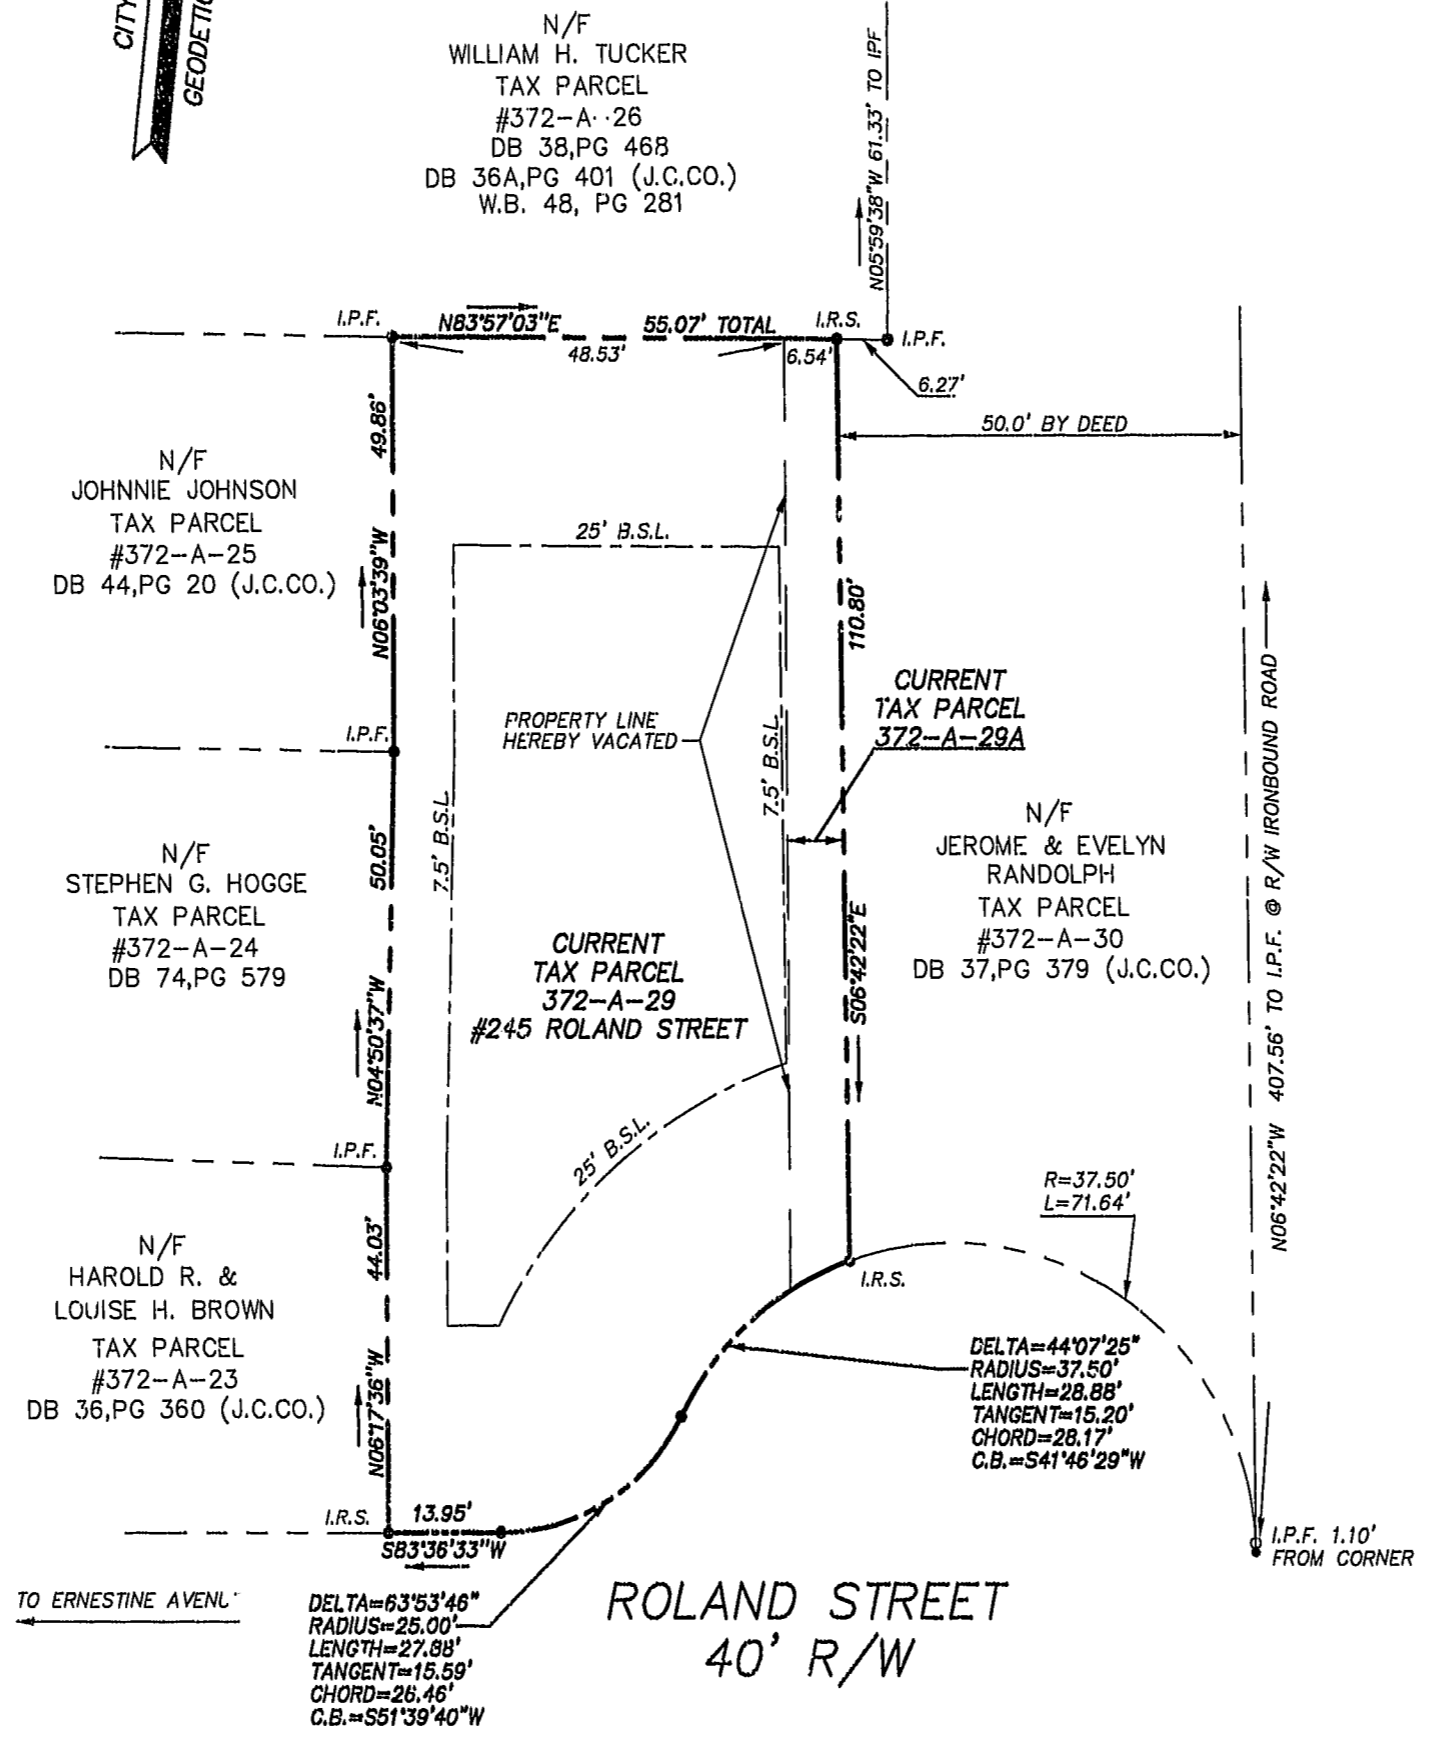 CITY
GEODETIC
N/F
WILLIAM H. TUCKER
TAX PARCEL
#372-A--26
DB 38,PG 468
DB 36A,PG 401 (J.C.CO.)
W.B. 48, PG 281
N05°59'38"W 61.33' TO IPF
I.P.F.
N83°57'03"E
55.07' TOTAL
I.R.S.
I.P.F.
48.53'
6.54'
6.27'
50.0' BY DEED
49.86'
N06°03'39"W
N/F
JOHNNIE JOHNSON
TAX PARCEL
#372-A-25
DB 44,PG 20 (J.C.CO.)
25' B.S.L.
110.80'
CURRENT
TAX PARCEL
372-A-29A
PROPERTY LINE
HEREBY VACATED
7.5' B.S.L.
7.5' B.S.L.
I.P.F.
N/F
STEPHEN G. HOGGE
TAX PARCEL
#372-A-24
DB 74,PG 579
50.05'
N04°50'37"W
CURRENT
TAX PARCEL
372-A-29
#245 ROLAND STREET
S06°42'22"E
N/F
JEROME & EVELYN
RANDOLPH
TAX PARCEL
#372-A-30
DB 37,PG 379 (J.C.CO.)
N06°42'22"W 407.56' TO I.P.F. @ R/W IRONBOUND ROAD
25' B.S.L.
I.P.F.
R=37.50'
L=71.64'
N/F
HAROLD R. &
LOUISE H. BROWN
TAX PARCEL
#372-A-23
DB 36,PG 360 (J.C.CO.)
44.03'
N06°17'36"W
I.R.S.
DELTA=44°07'25"
RADIUS=37.50'
LENGTH=28.88'
TANGENT=15.20'
CHORD=28.17'
C.B.=S41°46'29"W
I.R.S.
13.95'
S83°36'33"W
I.P.F. 1.10'
FROM CORNER
TO ERNESTINE AVENU
DELTA=63°53'46"
RADIUS=25.00'
LENGTH=27.88'
TANGENT=15.59'
CHORD=26.46'
C.B.=S51°39'40"W
ROLAND STREET
40' R/W